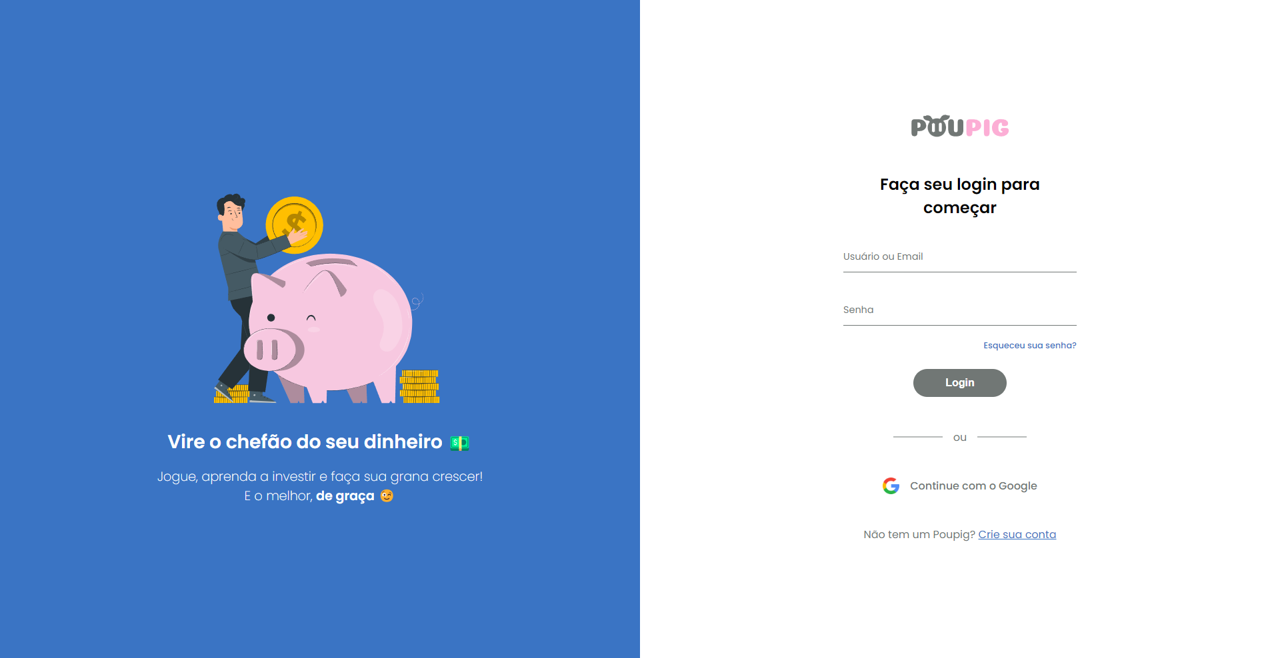 Vire o chefão do seu dinheiro 💵
Jogue, aprenda a investir e faça sua grana crescer!
E o melhor, de graça 😉
POUPIG
Faça seu login para
começar
Usuário ou Email
Senha
Esqueceu sua senha?
Login
ou
Continue com o Google
Não tem um Poupig? Crie sua conta